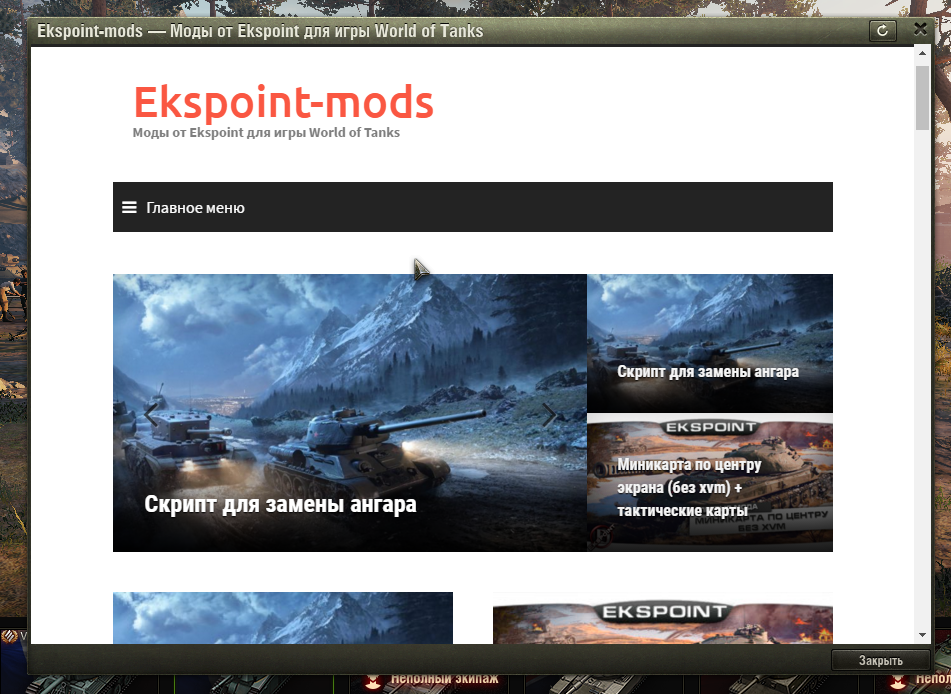 Ekspoint-mods — Моды от Ekspoint для игры World of Tanks
Ekspoint-mods
Моды от Ekspoint для игры World of Tanks
Главное меню
Скрипт для замены ангара
Скрипт для замены ангара
EKSPOINT
Миникарта по центру
экрана (без xvm) +
тактические карты
МИНИКАРТА ПО ЦЕНТРУ
БЕЗ XVM
EKSPOINT
Закрыть
Неполный экипаж